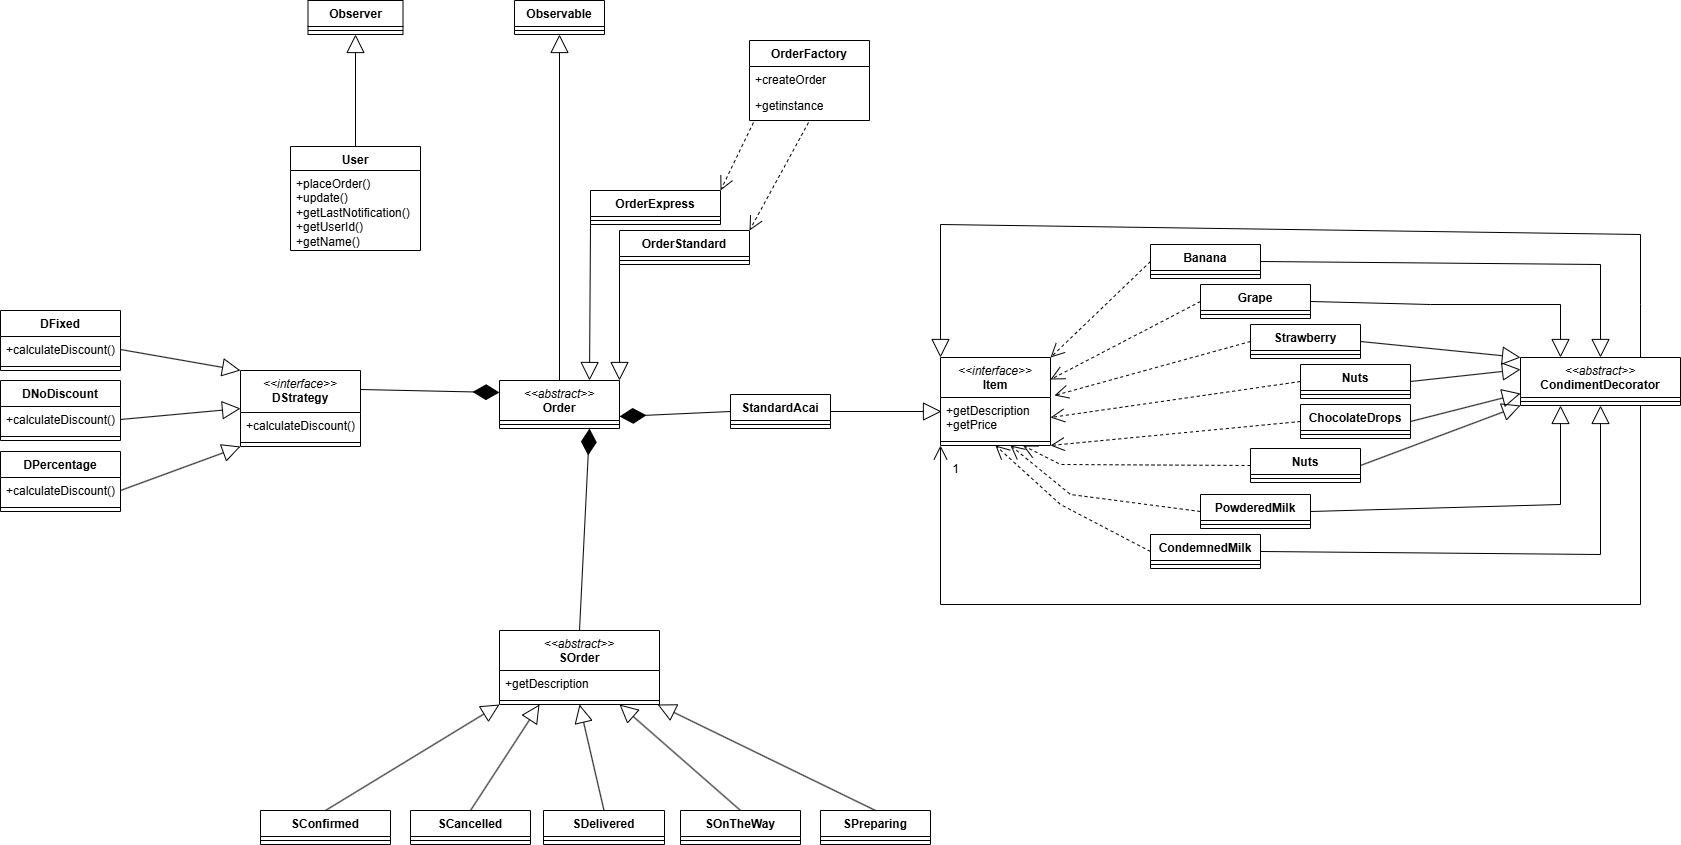 Observer
Observable
OrderFactory
+createOrder
+getinstance
User
+placeOrder()
+update()
+getLastNotification()
+getUserId()
+getName()
OrderExpress
OrderStandard
Banana
Grape
Strawberry
Nuts
ChocolateDrops
Nuts
PowderedMilk
CondemnedMilk
DFixed
+calculateDiscount()
DNoDiscount
+calculateDiscount()
DPercentage
+calculateDiscount()
<<interface>>
DStrategy
+calculateDiscount()
<<abstract>>
Order
StandardAcai
<<interface>>
Item
+getDescription
+getPrice
1
<<abstract>>
CondimentDecorator
<<abstract>>
SOrder
+getDescription
SConfirmed
SCancelled
SDelivered
SOnTheWay
SPreparing